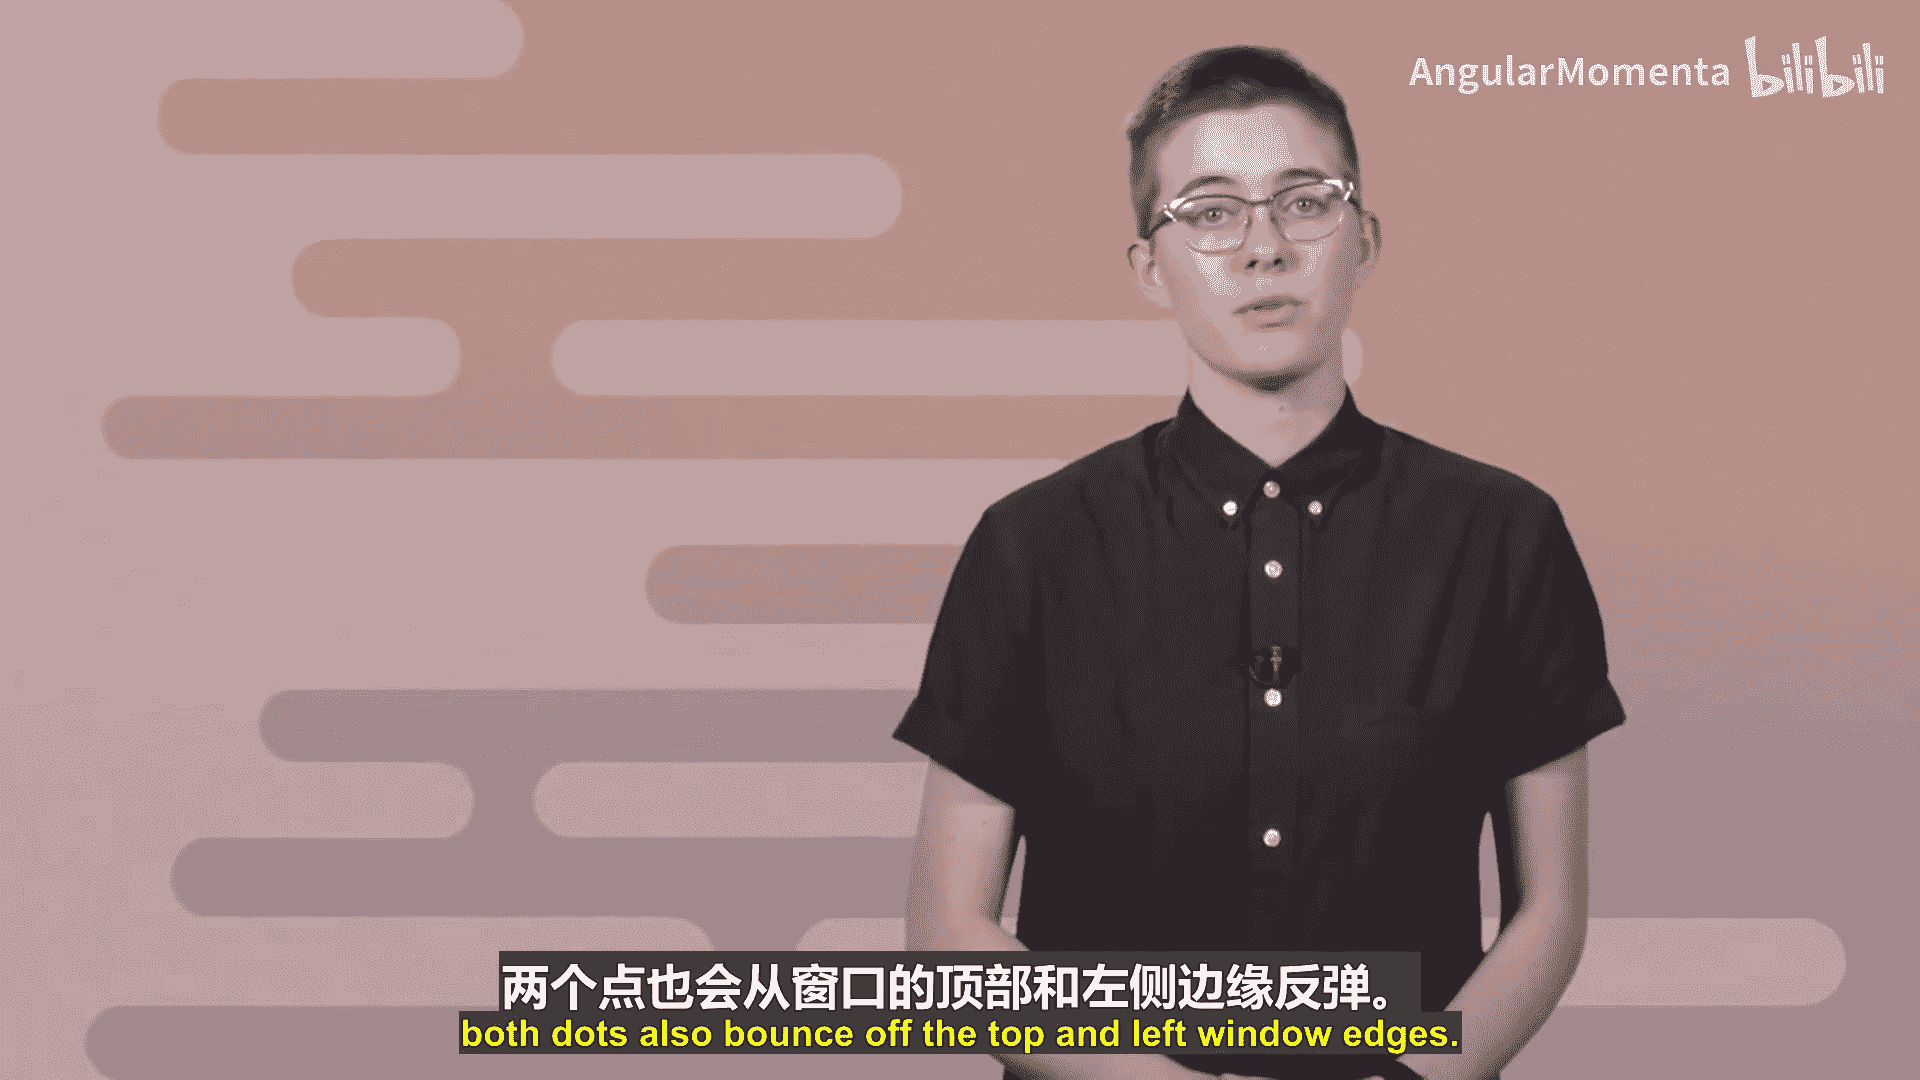 AngularMomenta bilibili
两个点也会从窗口的顶部和左侧边缘反弹。
both dots also bounce off the top and left window edges.